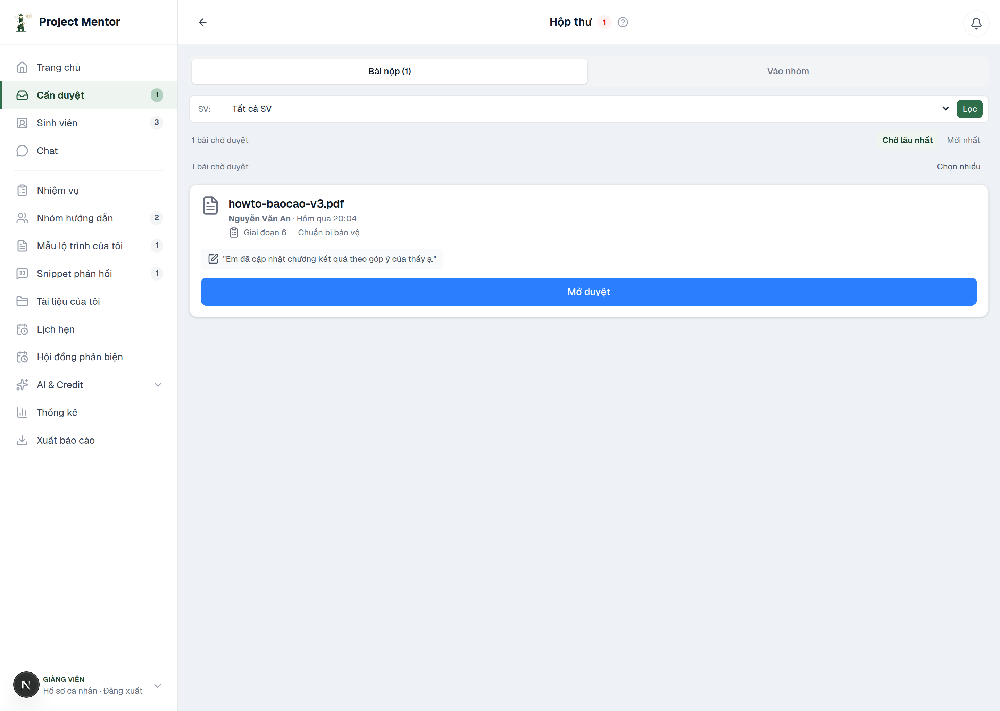 Project Mentor
Hộp thư 1
Trang chủ
Cần duyệt 1
Sinh viên 3
Chat
Nhiệm vụ
Nhóm hướng dẫn 2
Mẫu lộ trình của tôi 1
Snippet phản hồi 1
Tài liệu của tôi
Lịch hẹn
Hội đồng phản biện
AI & Credit
Thống kê
Xuất báo cáo
GIẢNG VIÊN
Hồ sơ cá nhân · Đăng xuất
N
Bài nộp (1)
Vào nhóm
SV: — Tất cả SV —
Lọc
1 bài chờ duyệt
Chờ lâu nhất
Mới nhất
1 bài chờ duyệt
Chọn nhiều
howto-baocao-v3.pdf
Nguyễn Văn An · Hôm qua 20:04
Giai đoạn 6 — Chuẩn bị bảo vệ
"Em đã cập nhật chương kết quả theo góp ý của thầy ạ."
Mở duyệt